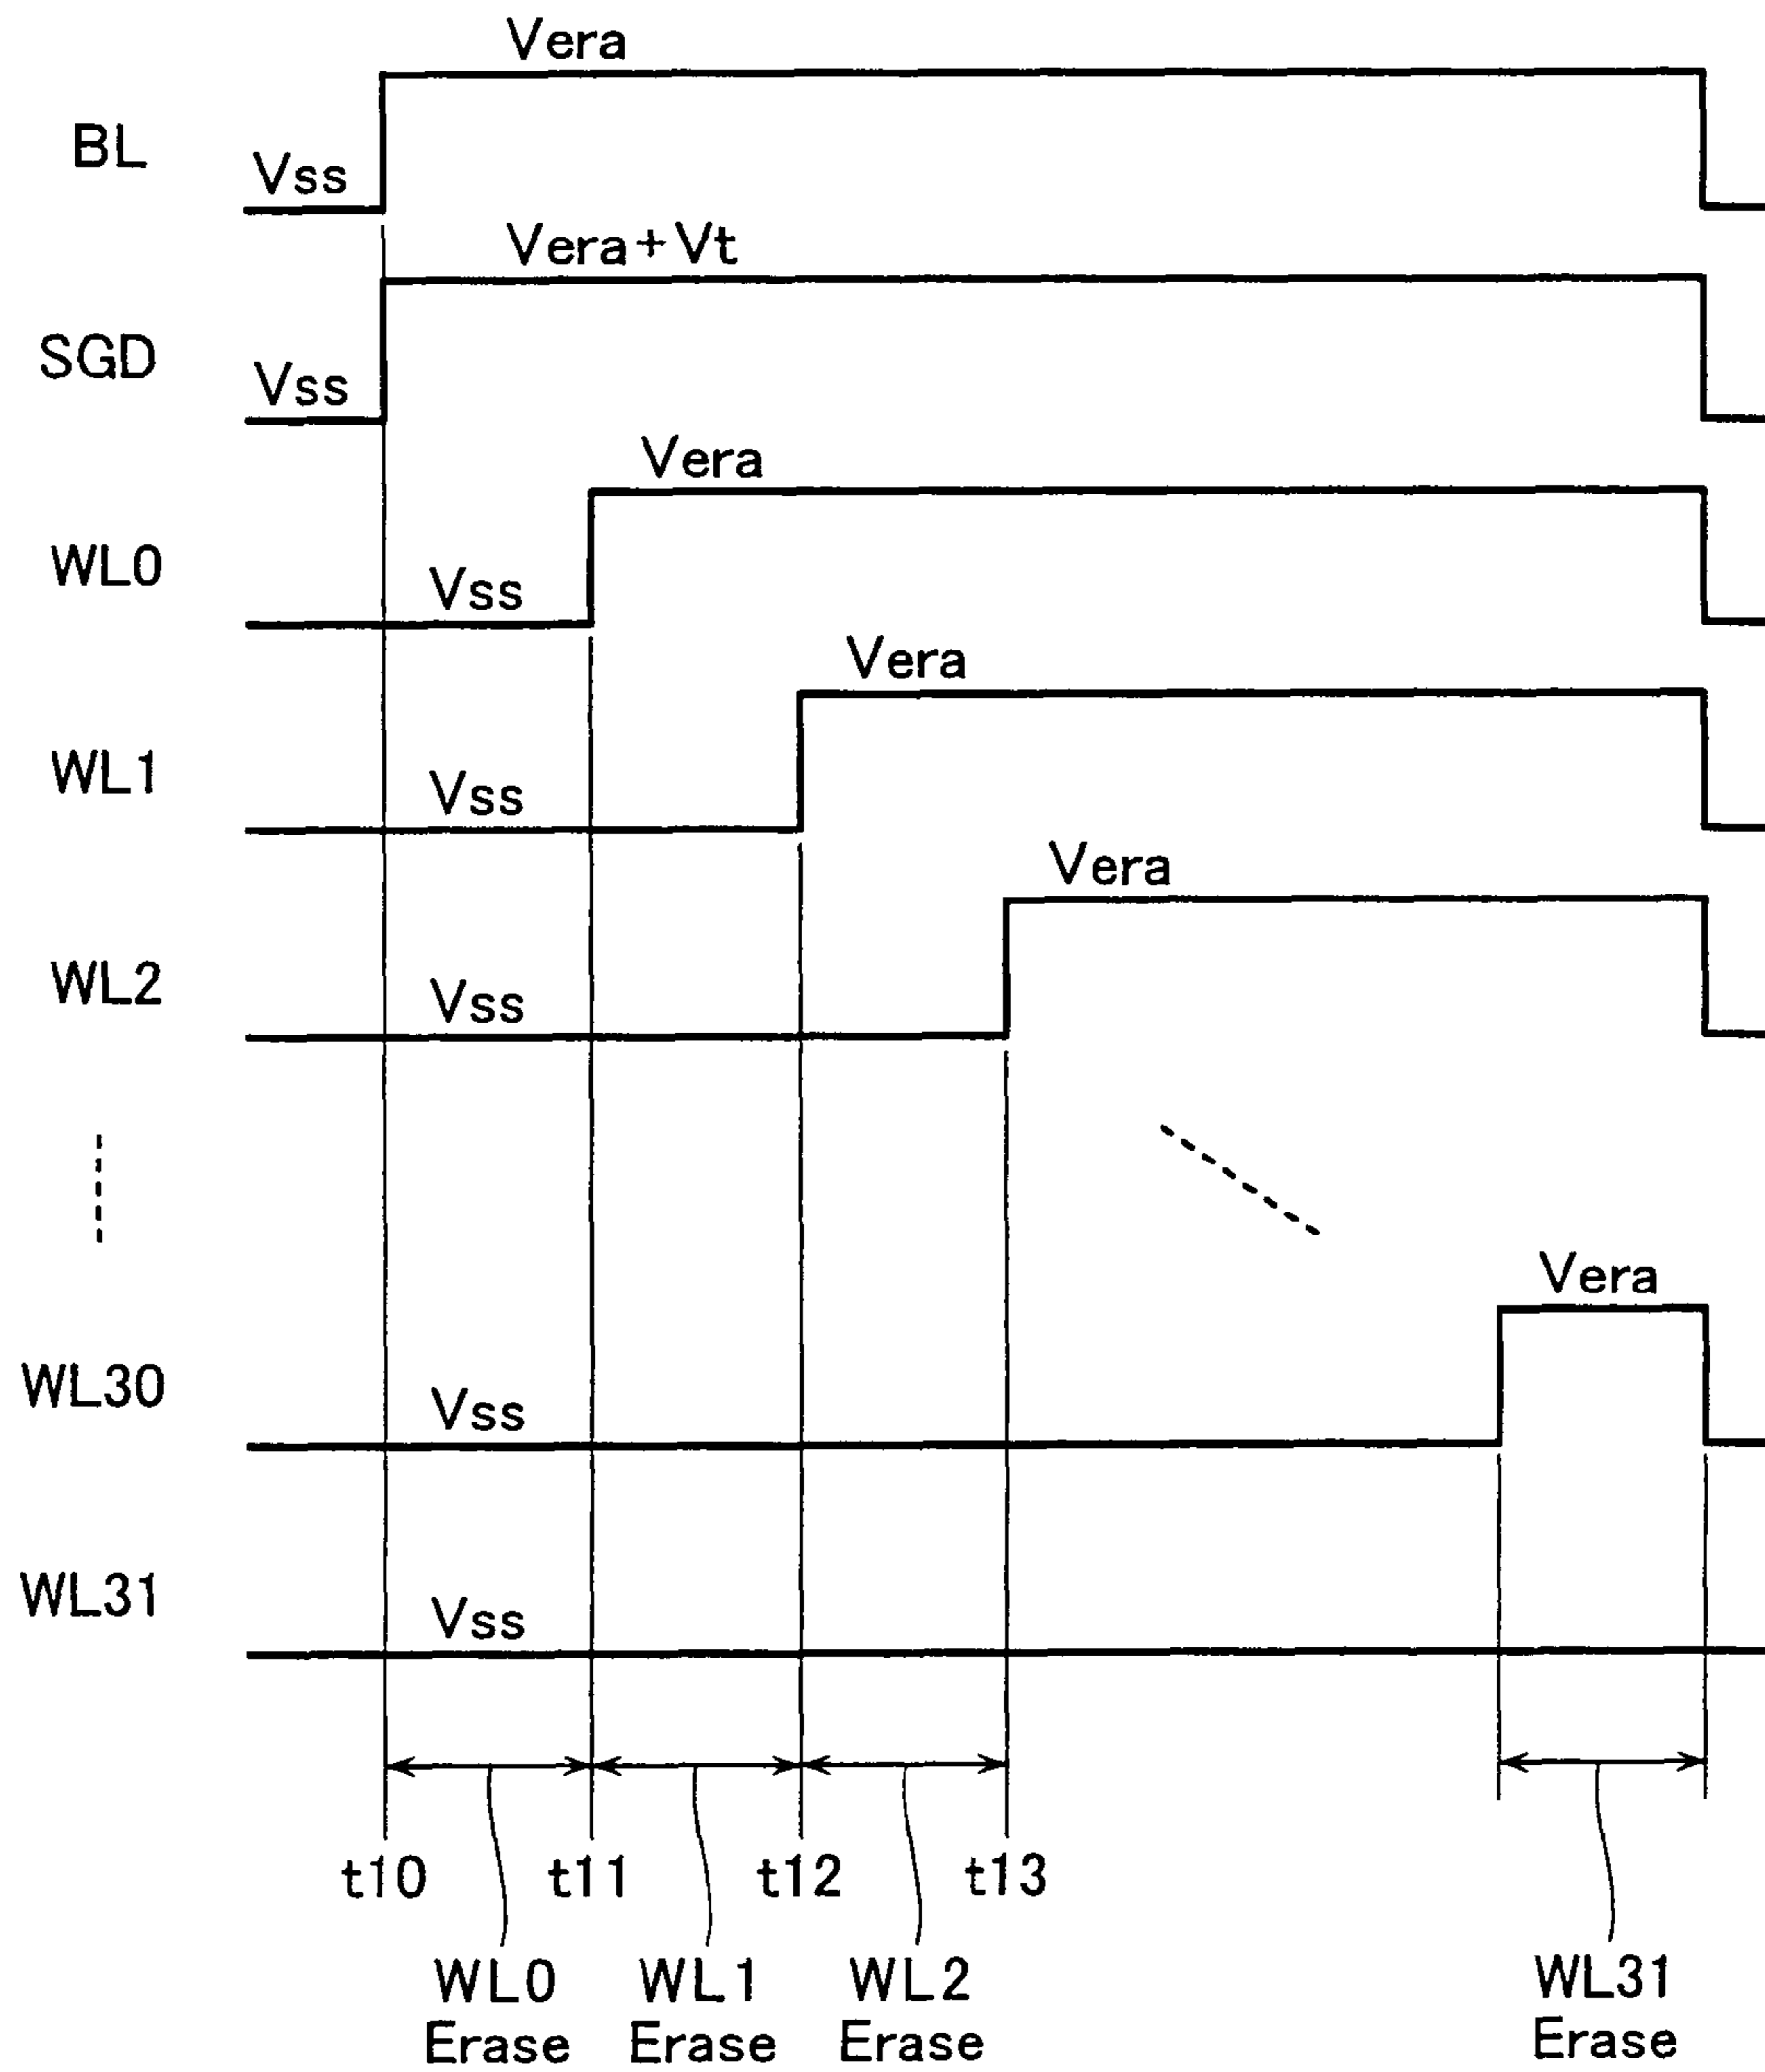 Vera
BL
Vss
Vera+Vt
SGD
Vss
Vera
WL0
Vss
Vera
WL1
Vss
Vera
WL2
Vss
Vera
WL30
Vss
WL31
Vss
t10 t11 t12 t13
WL0 WL1 WL2 WL31
Erase Erase Erase Erase